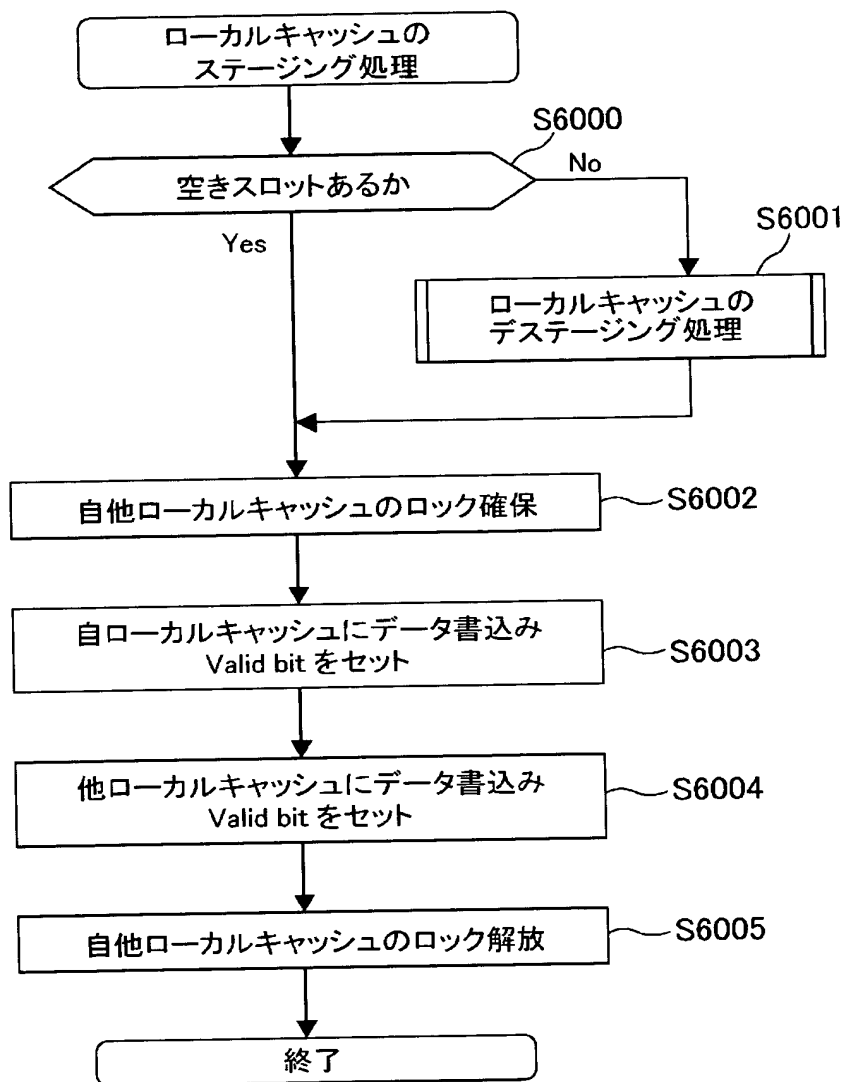 ローカルキャッシュの
ステージング処理
S6000
空きスロットあるか
No
Yes
S6001
ローカルキャッシュの
デステージング処理
自他ローカルキャッシュのロック確保
S6002
自ローカルキャッシュにデータ書込み
Valid bit をセット
S6003
他ローカルキャッシュにデータ書込み
Valid bit をセット
S6004
自他ローカルキャッシュのロック解放
S6005
終了